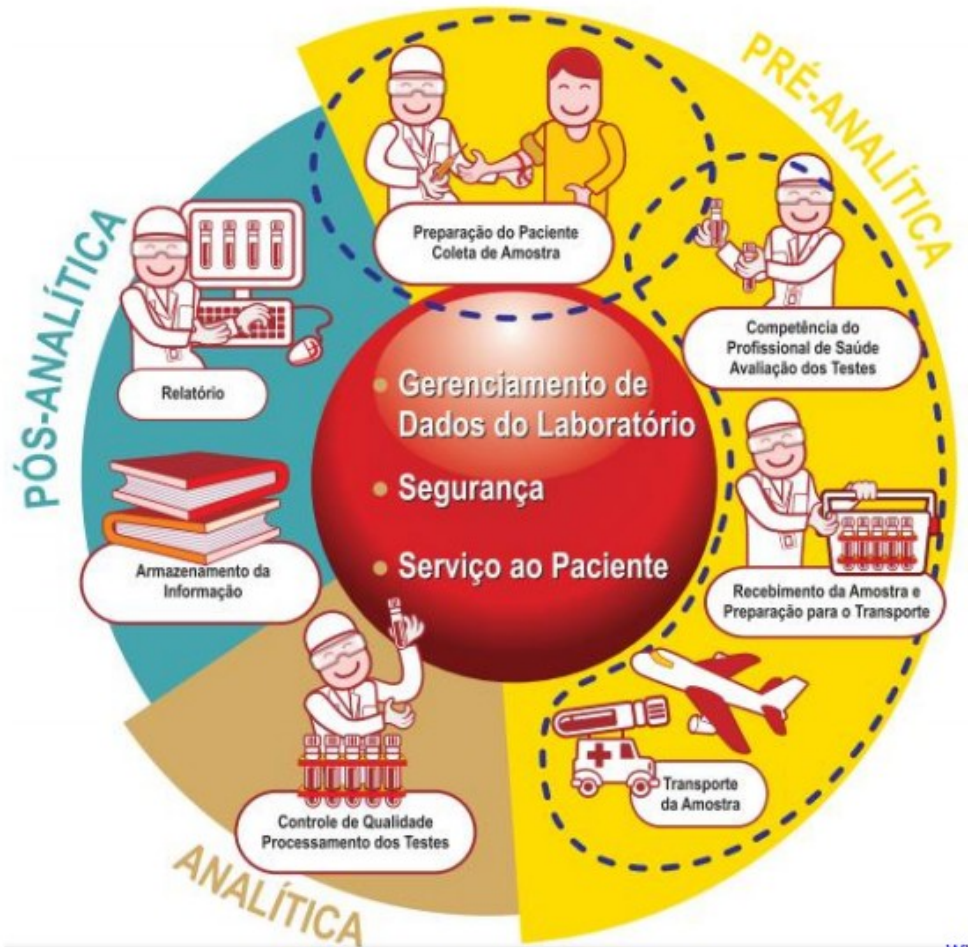 PRÉ-ANALÍTICA
Preparação do Paciente
Coleta de Amostra
Competência do
Profissional de Saúde
Avaliação dos Testes
Recebimento da Amostra e
Preparação para o Transporte
Transporte
da Amostra
ANALÍTICA
Controle de Qualidade
Processamento dos Testes
PÓS-ANALÍTICA
Armazenamento da
Informação
Relatório
• Gerenciamento de
Dados do Laboratório
• Segurança
• Serviço ao Paciente